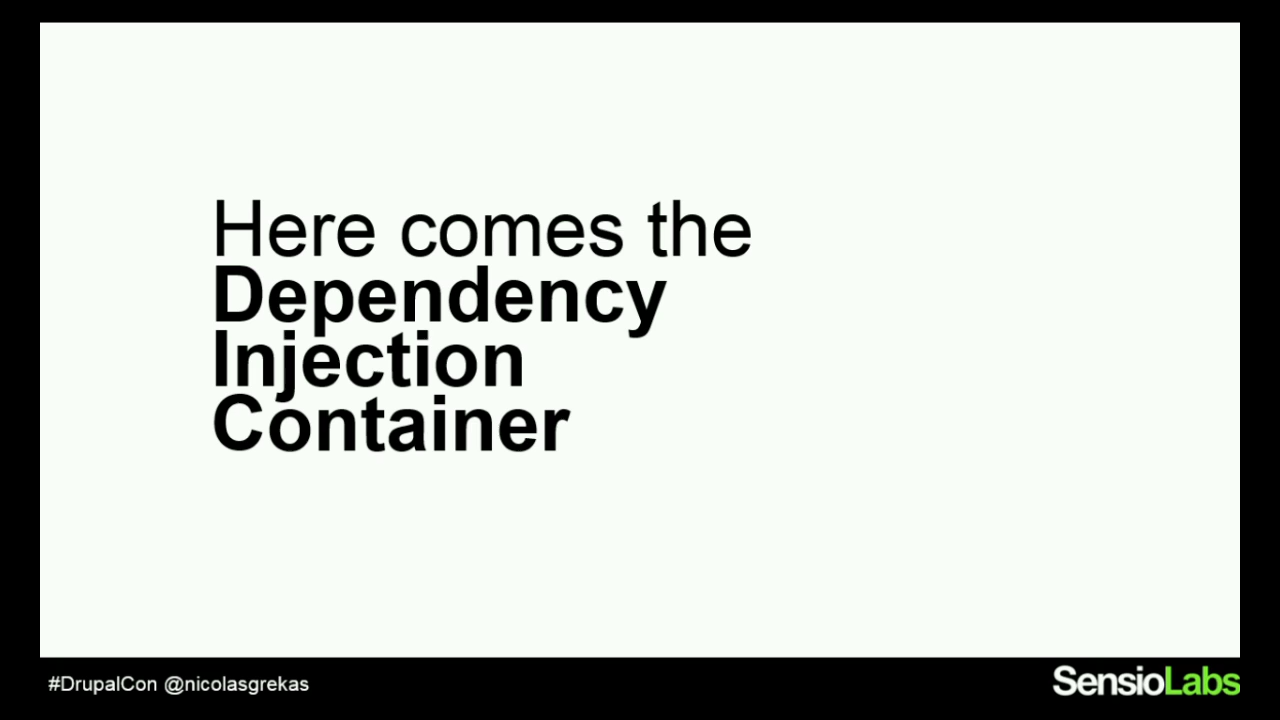 Here comes the
Dependency
Injection
Container
#DrupalCon @nicolasgrekas
SensioLabs